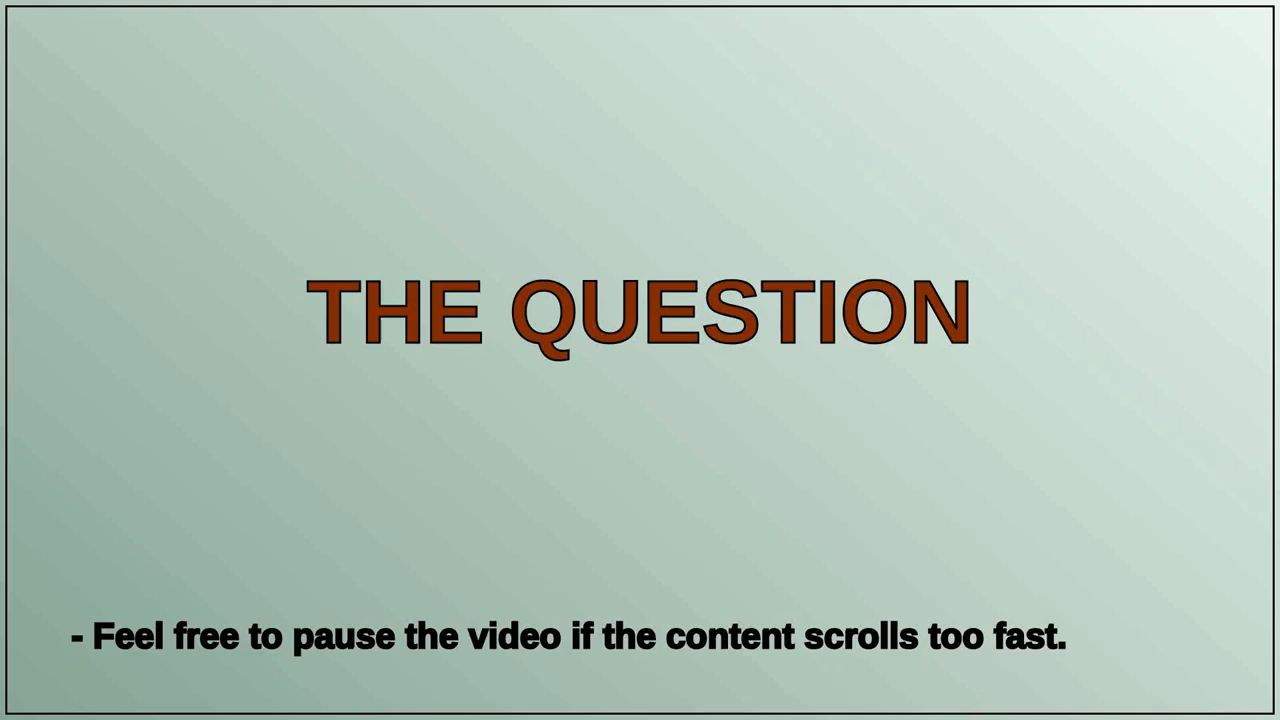 THE QUESTION
- Feel free to pause the video if the content scrolls too fast.